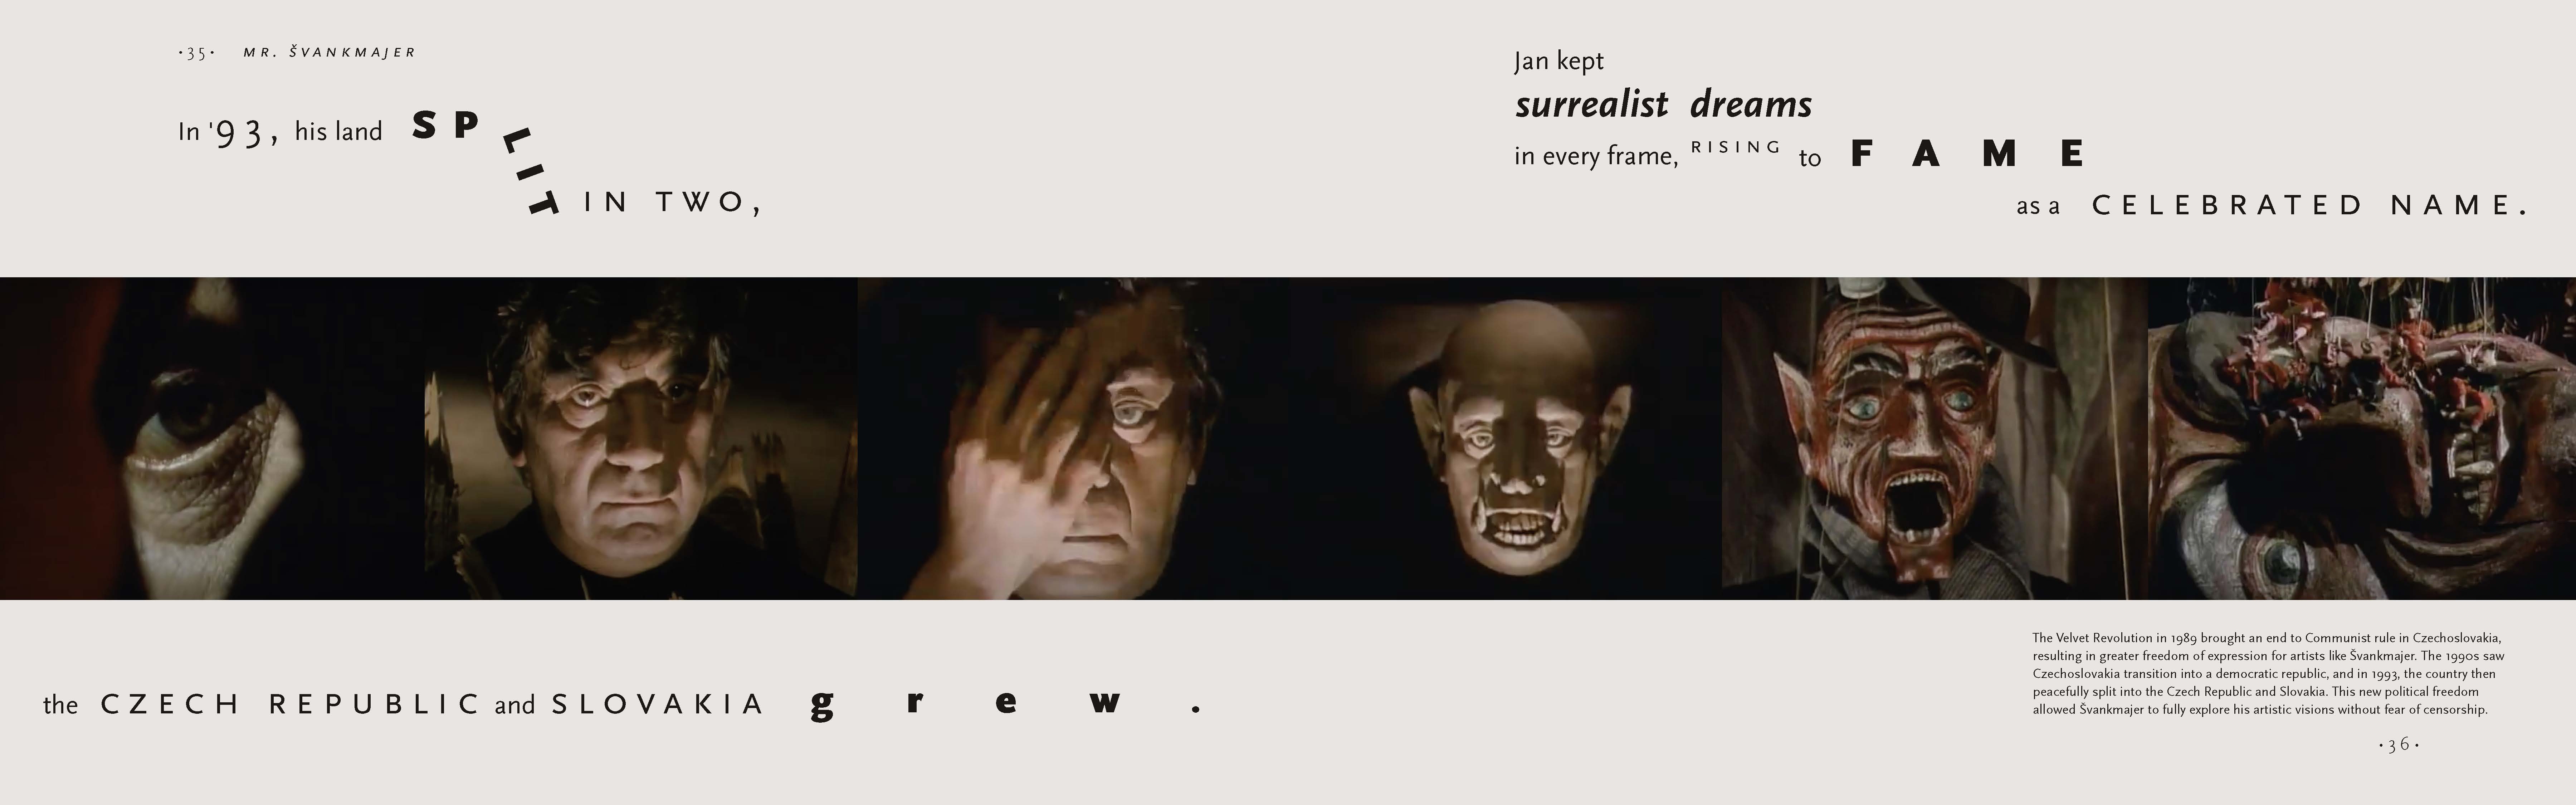 ·35· MR. ŠVANKMAJER
In '93, his land SPLIT IN TWO,
the CZECH REPUBLIC and SLOVAKIA grew.
Jan kept
surrealist dreams
in every frame, RISING to FAME
as a CELEBRATED NAME.
The Velvet Revolution in 1989 brought an end to Communist rule in Czechoslovakia,
resulting in greater freedom of expression for artists like Švankmajer. The 1990s saw
Czechoslovakia transition into a democratic republic, and in 1993, the country then
peacefully split into the Czech Republic and Slovakia. This new political freedom
allowed Švankmajer to fully explore his artistic visions without fear of censorship.
·36·